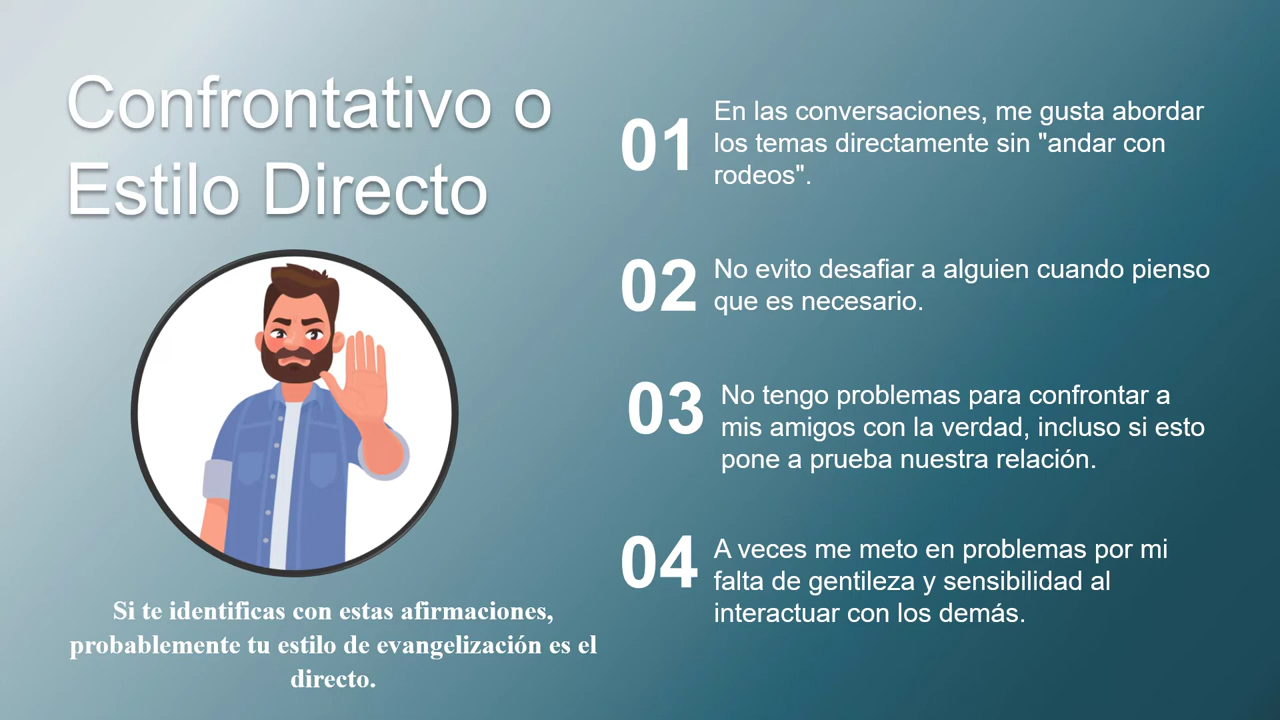 Confrontativo o
Estilo Directo
01
En las conversaciones, me gusta abordar
los temas directamente sin "andar con
rodeos".
02
No evito desafiar a alguien cuando pienso
que es necesario.
03
No tengo problemas para confrontar a
mis amigos con la verdad, incluso si esto
pone a prueba nuestra relación.
04
A veces me meto en problemas por mi
falta de gentileza y sensibilidad al
interactuar con los demás.
Si te identificas con estas afirmaciones,
probablemente tu estilo de evangelización es el
directo.